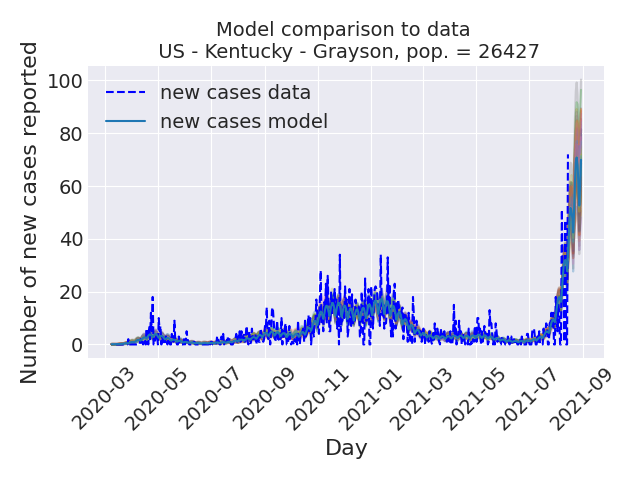 Model comparison to data
US - Kentucky - Grayson, pop. = 26427
Number of new cases reported
100
80
60
40
20
0
new cases data
new cases model
2020-03
2020-05
2020-07
2020-09
2020-11
2021-01
2021-03
2021-05
2021-07
2021-09
Day